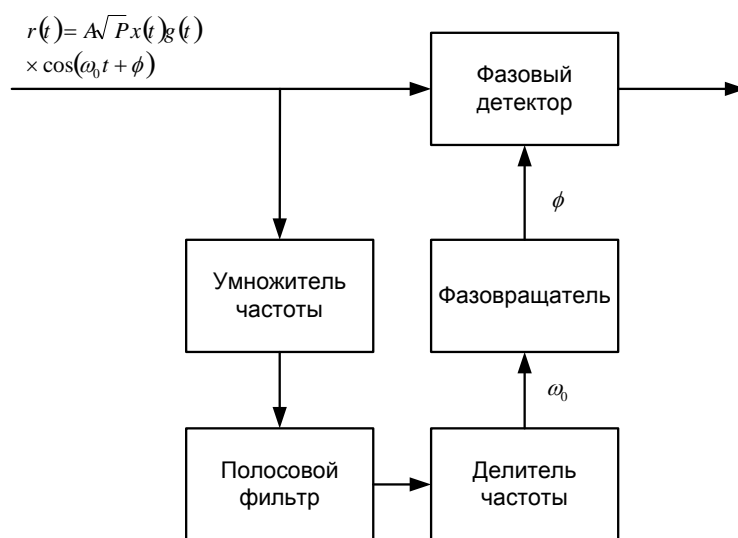 r(t)= A√P x(t)g(t)
× cos(ω₀t + ϕ)
Фазовый
детектор
ϕ
Умножитель
частоты
Фазовращатель
ω₀
Полосовой
фильтр
Делитель
частоты